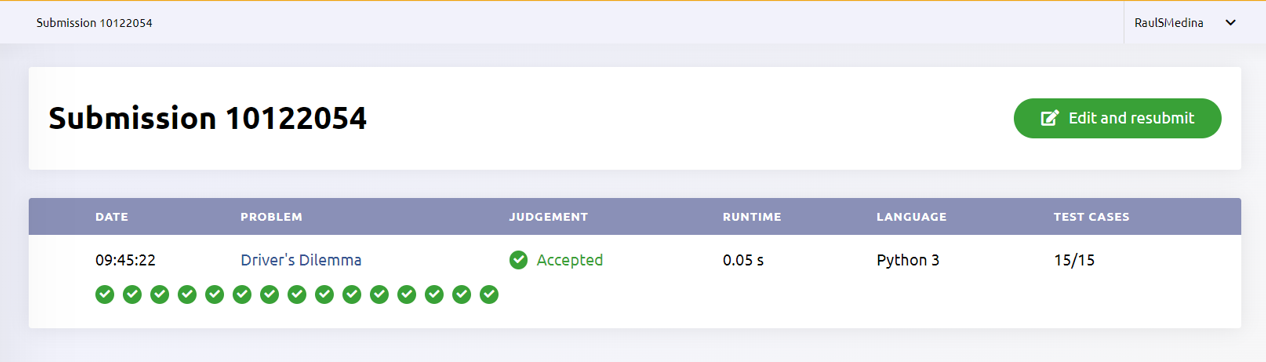 Submission 10122054 RaulSMedina
Submission 10122054 Edit and resubmit
DATE PROBLEM JUDGEMENT RUNTIME LANGUAGE TEST CASES
09:45:22 Driver's Dilemma Accepted 0.05 s Python 3 15/15